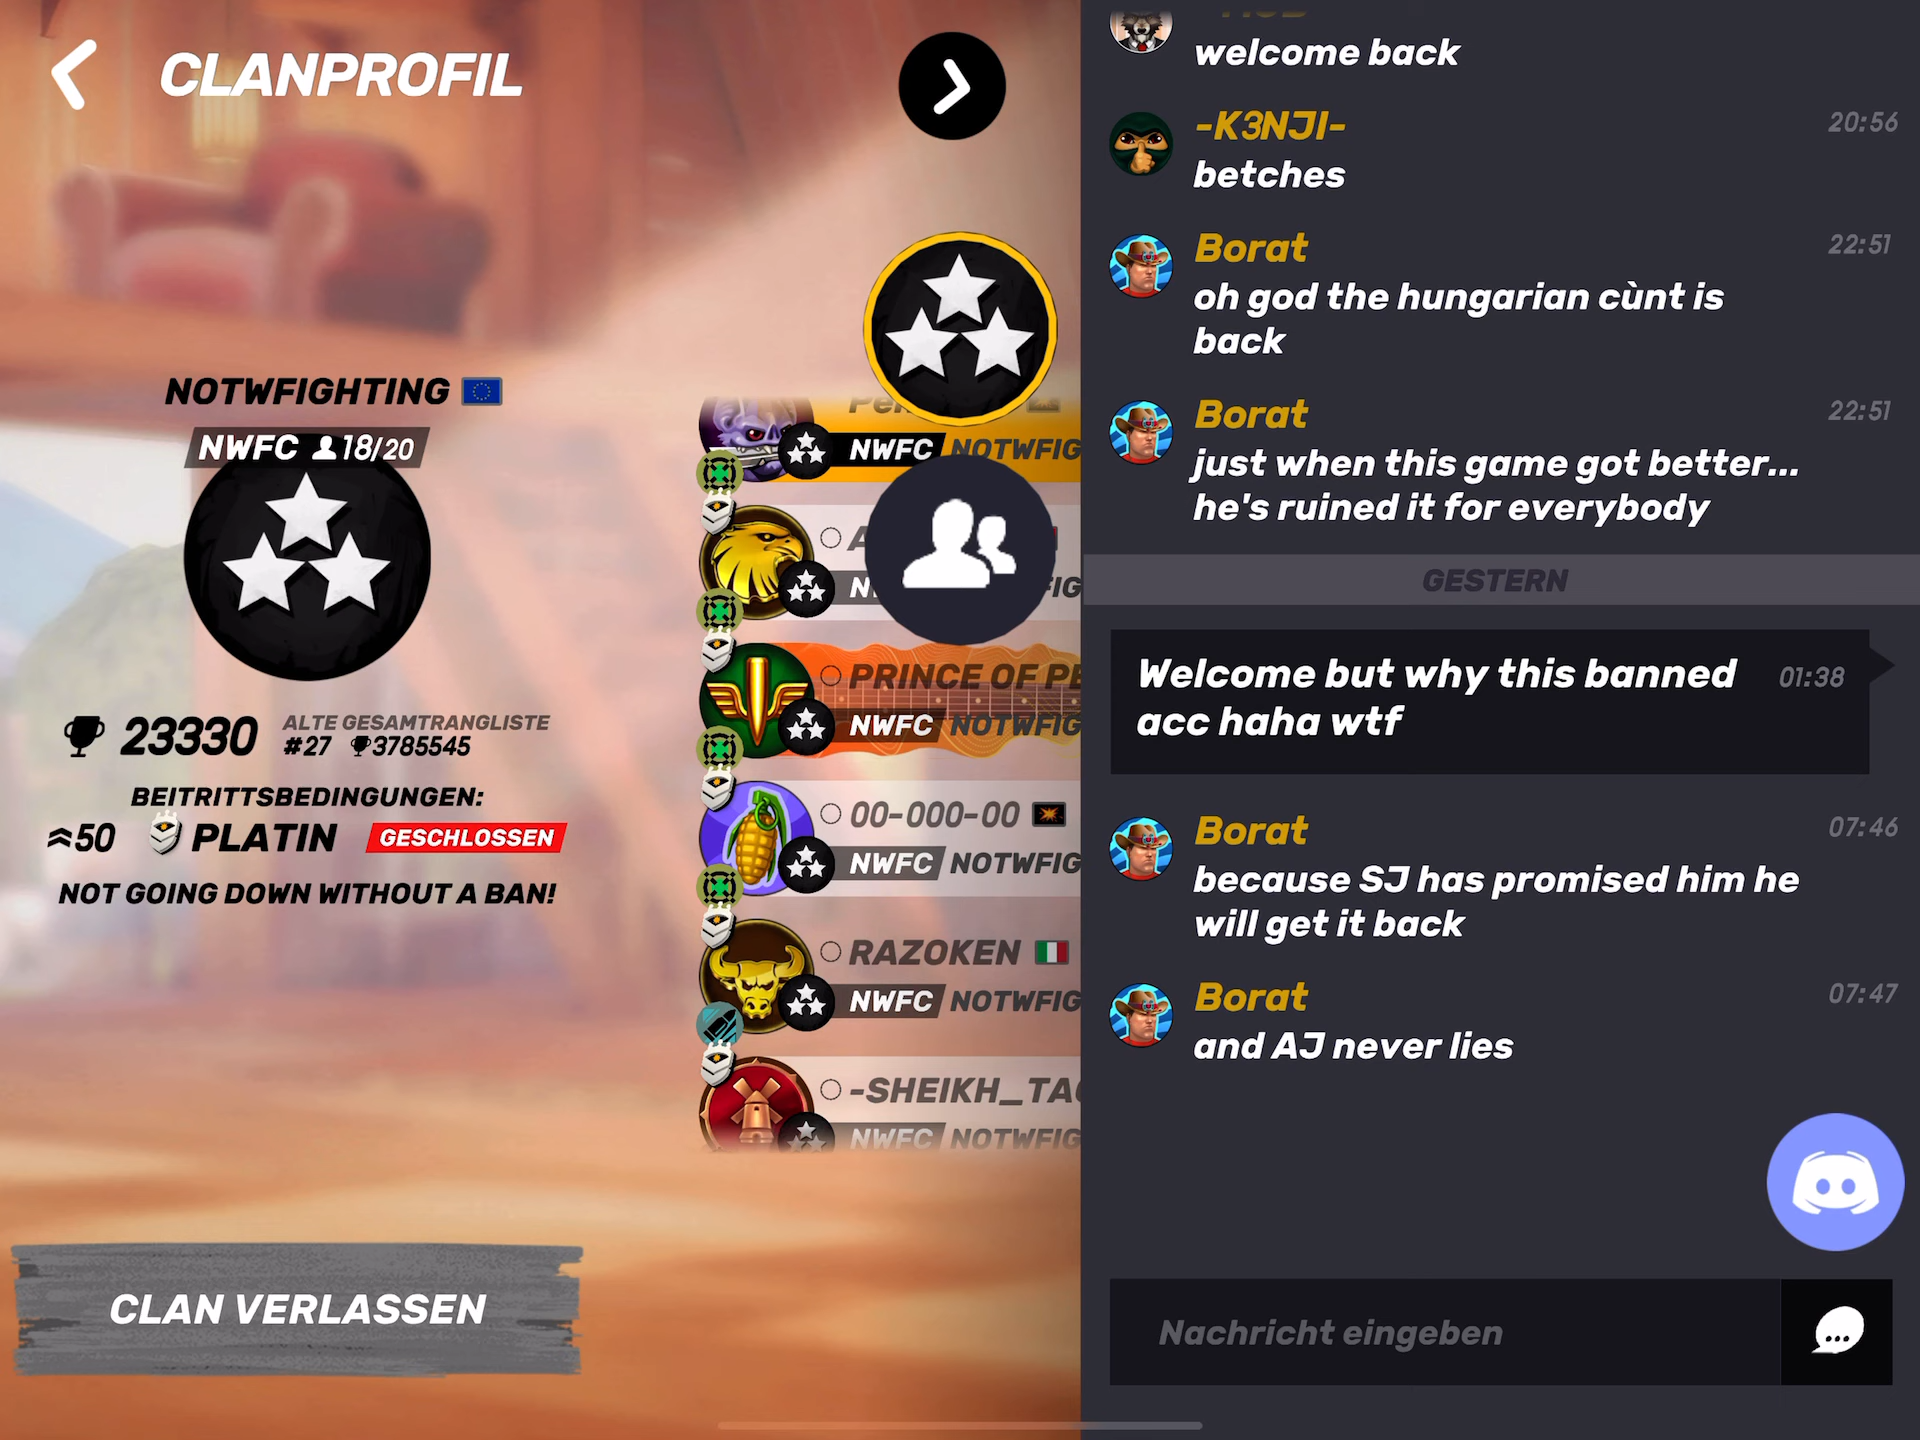 CLANPROFIL
NOTWFIGHTING
NWFC 18/20
23330
ALTE GESAMTRANGLISTE
#27 3785545
BEITRITTSBEDINGUNGEN:
50 PLATIN GESCHLOSSEN
NOT GOING DOWN WITHOUT A BAN!
CLAN VERLASSEN
NWFC NOTWFIG
PRINCE OF PE
NWFC NOTWFIG
00-000-00
NWFC NOTWFIG
RAZOKEN
NWFC NOTWFIG
-SHEIKH_TA
NWFC NOTWFIG
welcome back
-K3NJI- 20:56
betches
Borat 22:51
oh god the hungarian cùnt is
back
Borat 22:51
just when this game got better...
he's ruined it for everybody
GESTERN
Welcome but why this banned 01:38
acc haha wtf
Borat 07:46
because SJ has promised him he
will get it back
Borat 07:47
and AJ never lies
Nachricht eingeben